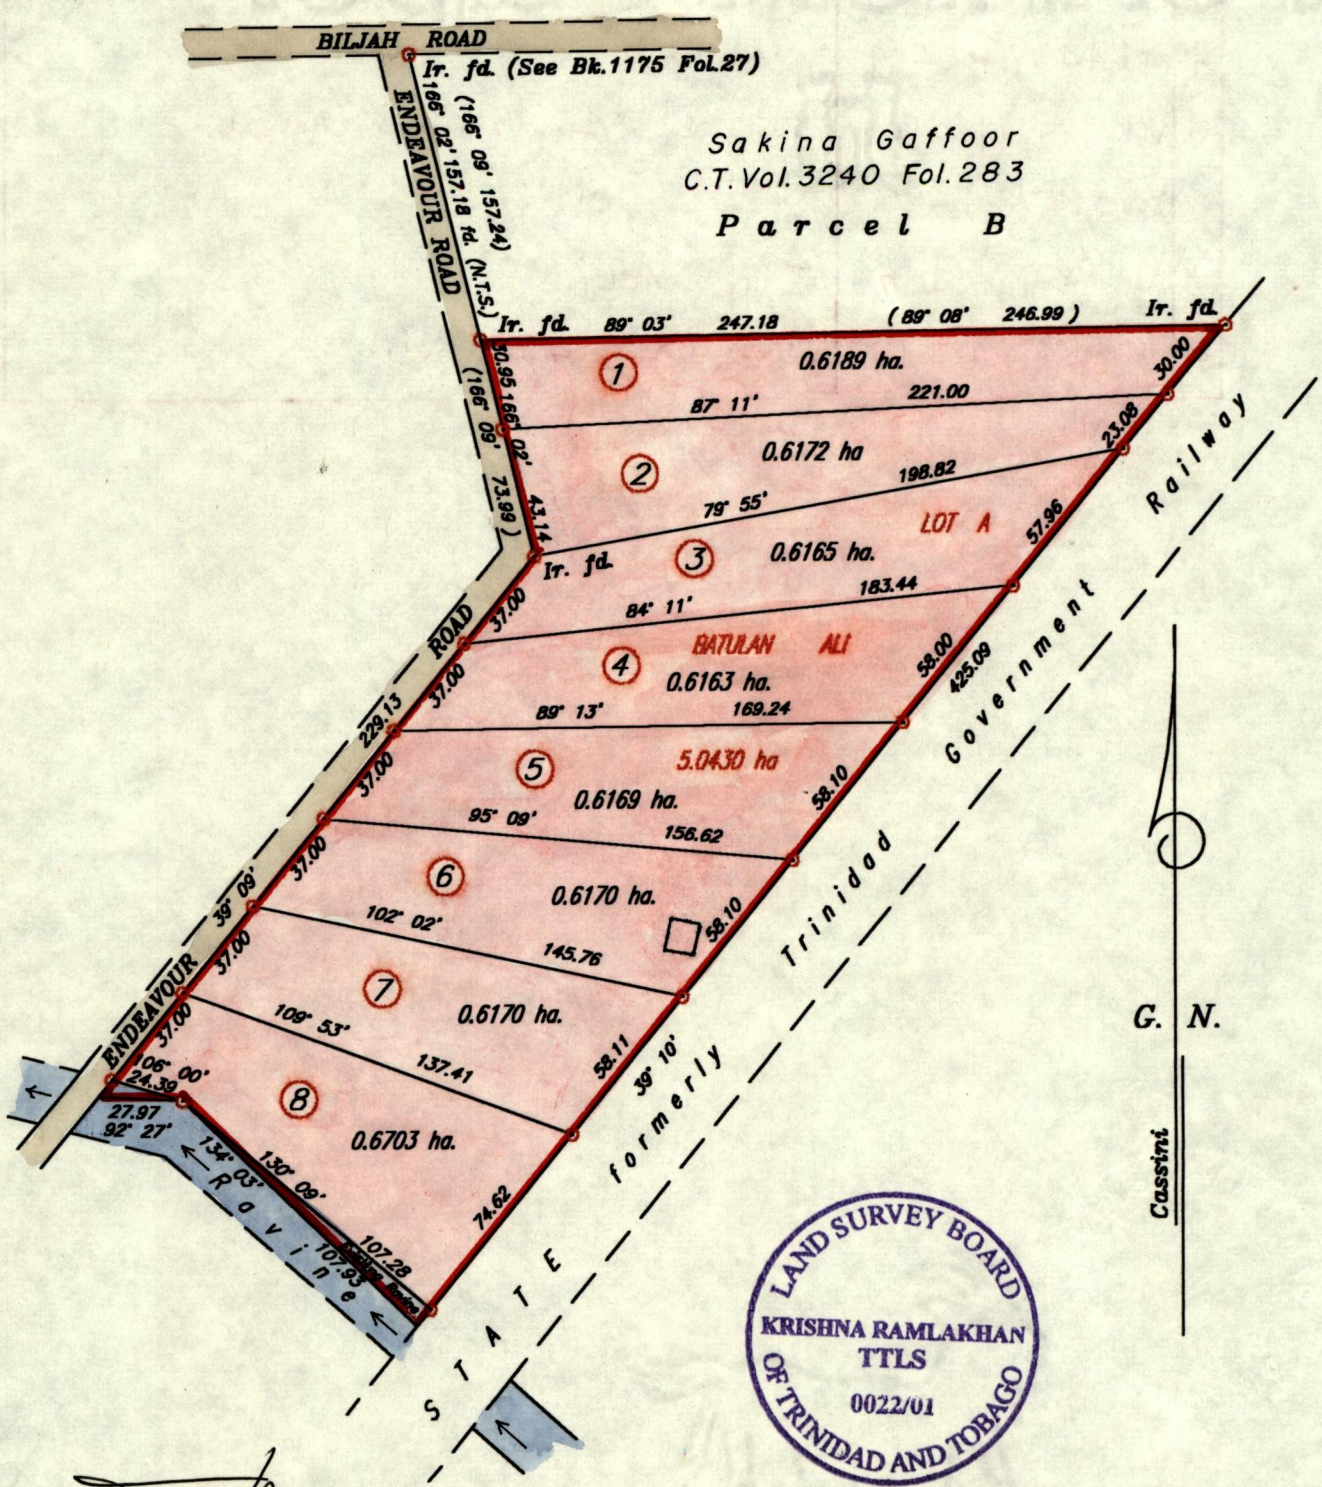 BILJAH ROAD
Ir. fd. (See Bk.1175 Fol.27)
ENDEAVOUR ROAD
166° 02' 157.18 fd. (N.T.S.)
(166° 09' 157.24)
Sakina Gaffoor
C.T. Vol. 3240 Fol. 283
Parcel B
Ir. fd. 89° 03' 247.18 (89° 08' 246.99) Ir. fd.
30.95 166° 02'
(166° 09' 73.99)
43.14
1
0.6189 ha.
30.00
87° 11' 221.00
2
0.6172 ha
23.08
79° 55' 198.82
Ir. fd.
LOT A
3
0.6165 ha.
57.96
37.00
84° 11' 183.44
BATULAN ALI
4
0.6163 ha.
58.00
425.09
37.00
89° 13' 169.24
5.0430 ha
5
0.6169 ha.
58.10
37.00
95° 09' 156.62
6
0.6170 ha.
58.10
37.00
102° 02' 145.76
7
0.6170 ha.
58.11
37.00
109° 53' 137.41
8
0.6703 ha.
74.62
37.00
ENDEAVOUR ROAD
39° 09' 229.13
106° 00'
24.39
27.97
92° 27'
134° 03'
130° 09'
107.28
107.93
Ravine
39° 10'
STATE
formerly Trinidad Government Railway
G. N.
Cassini
LAND SURVEY BOARD
KRISHNA RAMLAKHAN
TTLS
0022/01
OF TRINIDAD AND TOBAGO